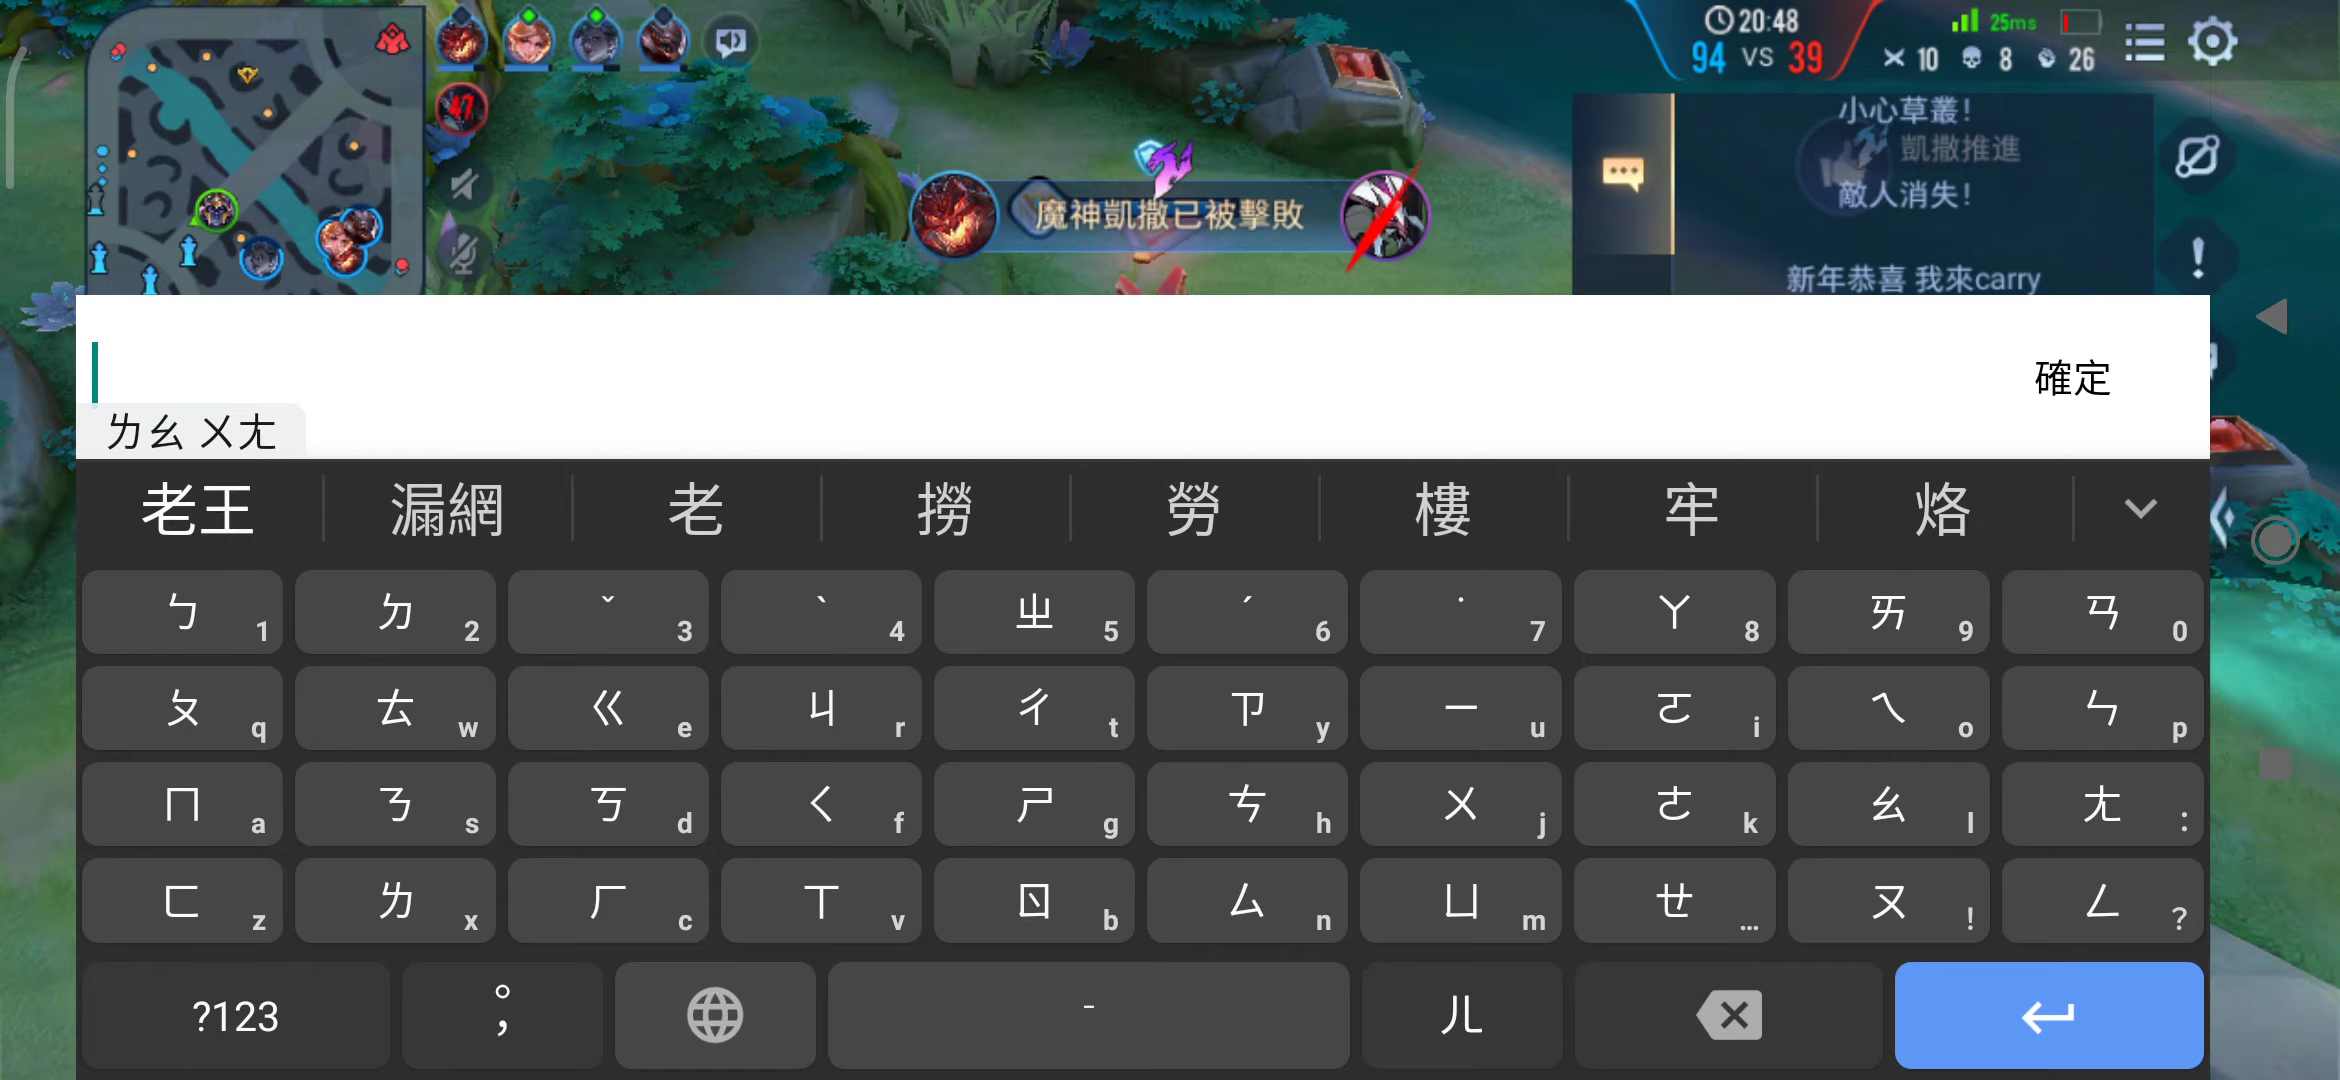 20:48
25ms
94 VS 39
10 8 26
47
小心草叢!
凱撒推進
敵人消失!
新年恭喜 我來carry
魔神凱撒已被擊敗
確定
ㄌㄠ ㄨㄤ
老王 漏網 老 撈 勞 樓 牢 烙
ㄅ 1 ㄉ 2 ˇ 3 ˋ 4 ㄓ 5 ˊ 6 ˙ 7 ㄚ 8 ㄞ 9 ㄢ 0
ㄆ q ㄊ w ㄍ e ㄐ r ㄔ t ㄗ y ㄧ u ㄛ i ㄟ o ㄣ p
ㄇ a ㄋ s ㄎ d ㄑ f ㄕ g ㄘ h ㄨ j ㄜ k ㄠ l ㄤ :
ㄈ z ㄌ x ㄏ c ㄒ v ㄖ b ㄙ n ㄩ m ㄝ … ㄡ ! ㄥ ?
?123 。, ˉ ㄦ